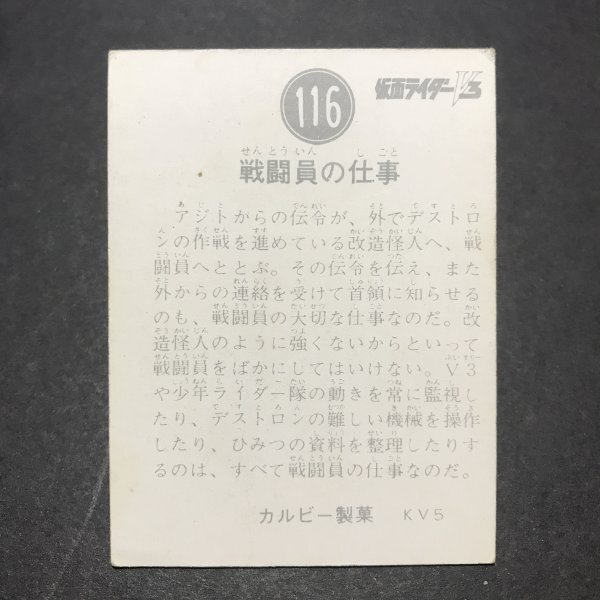 116
仮面ライダーV3
せんとういん しごと
戦闘員の仕事
アジトからの伝令が、外でデストロ
ンの作戦を進めている改造怪人へ、戦
闘員へととぶ。その伝令を伝え、また
外からの連絡を受けて首領に知らせる
のも、戦闘員の大切な仕事なのだ。改
造怪人のように強くないからといって
戦闘員をばかにしてはいけない。V3
や少年ライダー隊の動きを常に監視し
たり、デストロンの難しい機械を操作
したり、ひみつの資料を整理したりす
るのは、すべて戦闘員の仕事なのだ。
カルビー製菓 KV5